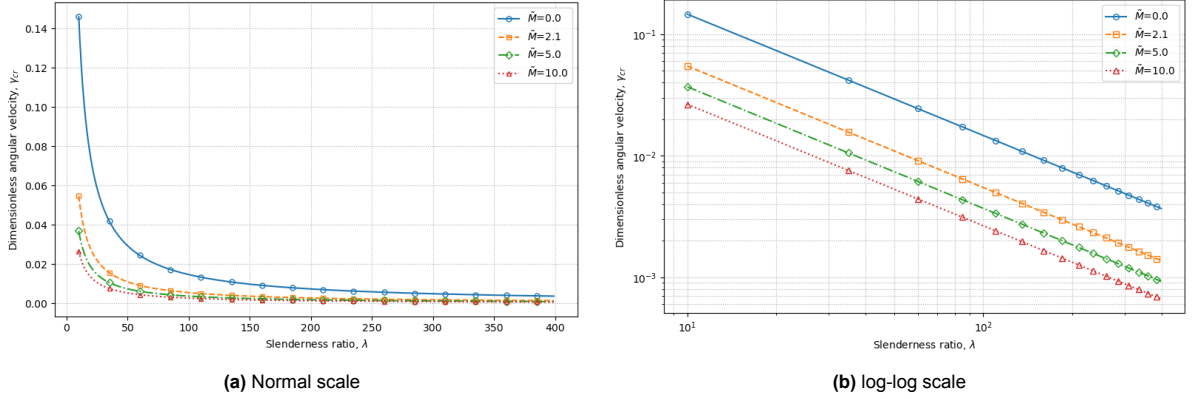 0.14
0.12
0.10
0.08
0.06
0.04
0.02
0.00
Dimensionless angular velocity, γcr
0
50
100
150
200
250
300
350
400
Slenderness ratio, λ
M̃=0.0
M̃=2.1
M̃=5.0
M̃=10.0
(a) Normal scale
10⁻¹
10⁻²
10⁻³
Dimensionless angular velocity, γcr
10¹
10²
Slenderness ratio, λ
M̃=0.0
M̃=2.1
M̃=5.0
M̃=10.0
(b) log-log scale